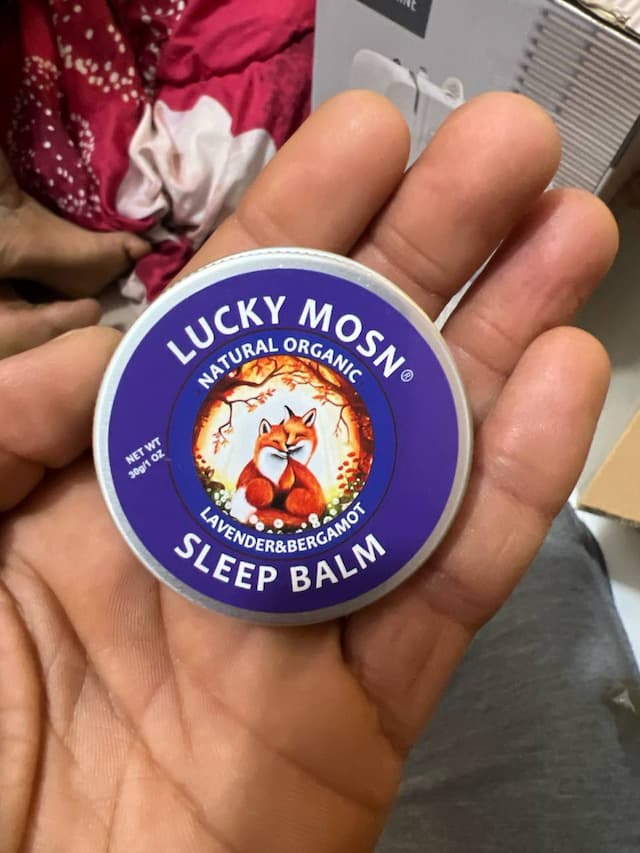 LUCKY MOSN®
NATURAL ORGANIC
NET WT
30g/1 OZ
LAVENDER&BERGAMOT
SLEEP BALM